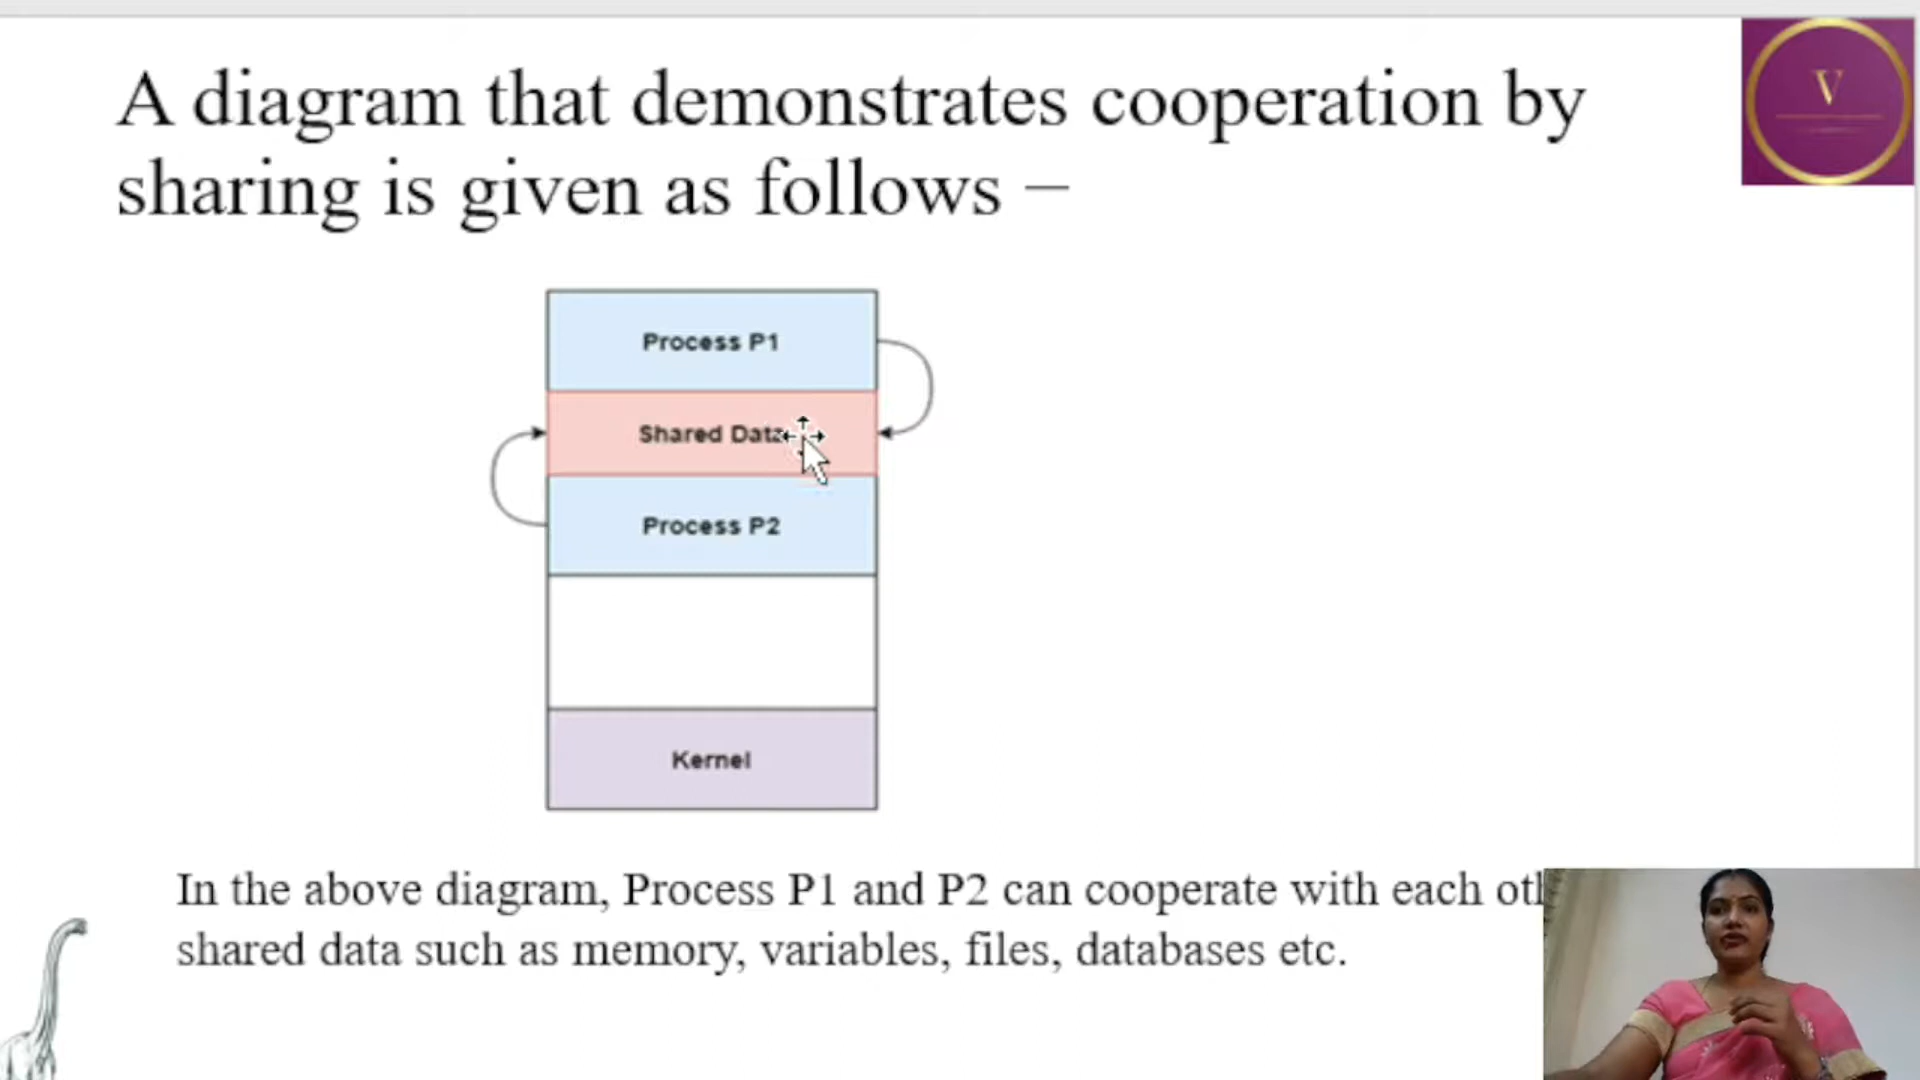 A diagram that demonstrates cooperation by
sharing is given as follows –
V
Process P1
Shared Data
Process P2
Kernel
In the above diagram, Process P1 and P2 can cooperate with each
shared data such as memory, variables, files, databases etc.